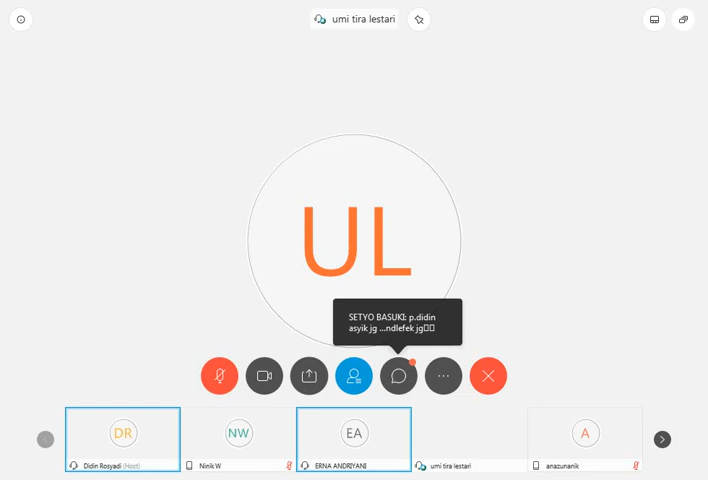 umi tira lestari
UL
SETYO BASUKI: p.didin
asyik jg ...ndlefek jg
DR
NW
EA
A
Didin Rosyadi (Host)
Ninik W
ERNA ANDRIYANI
umi tira lestari
anazunanik